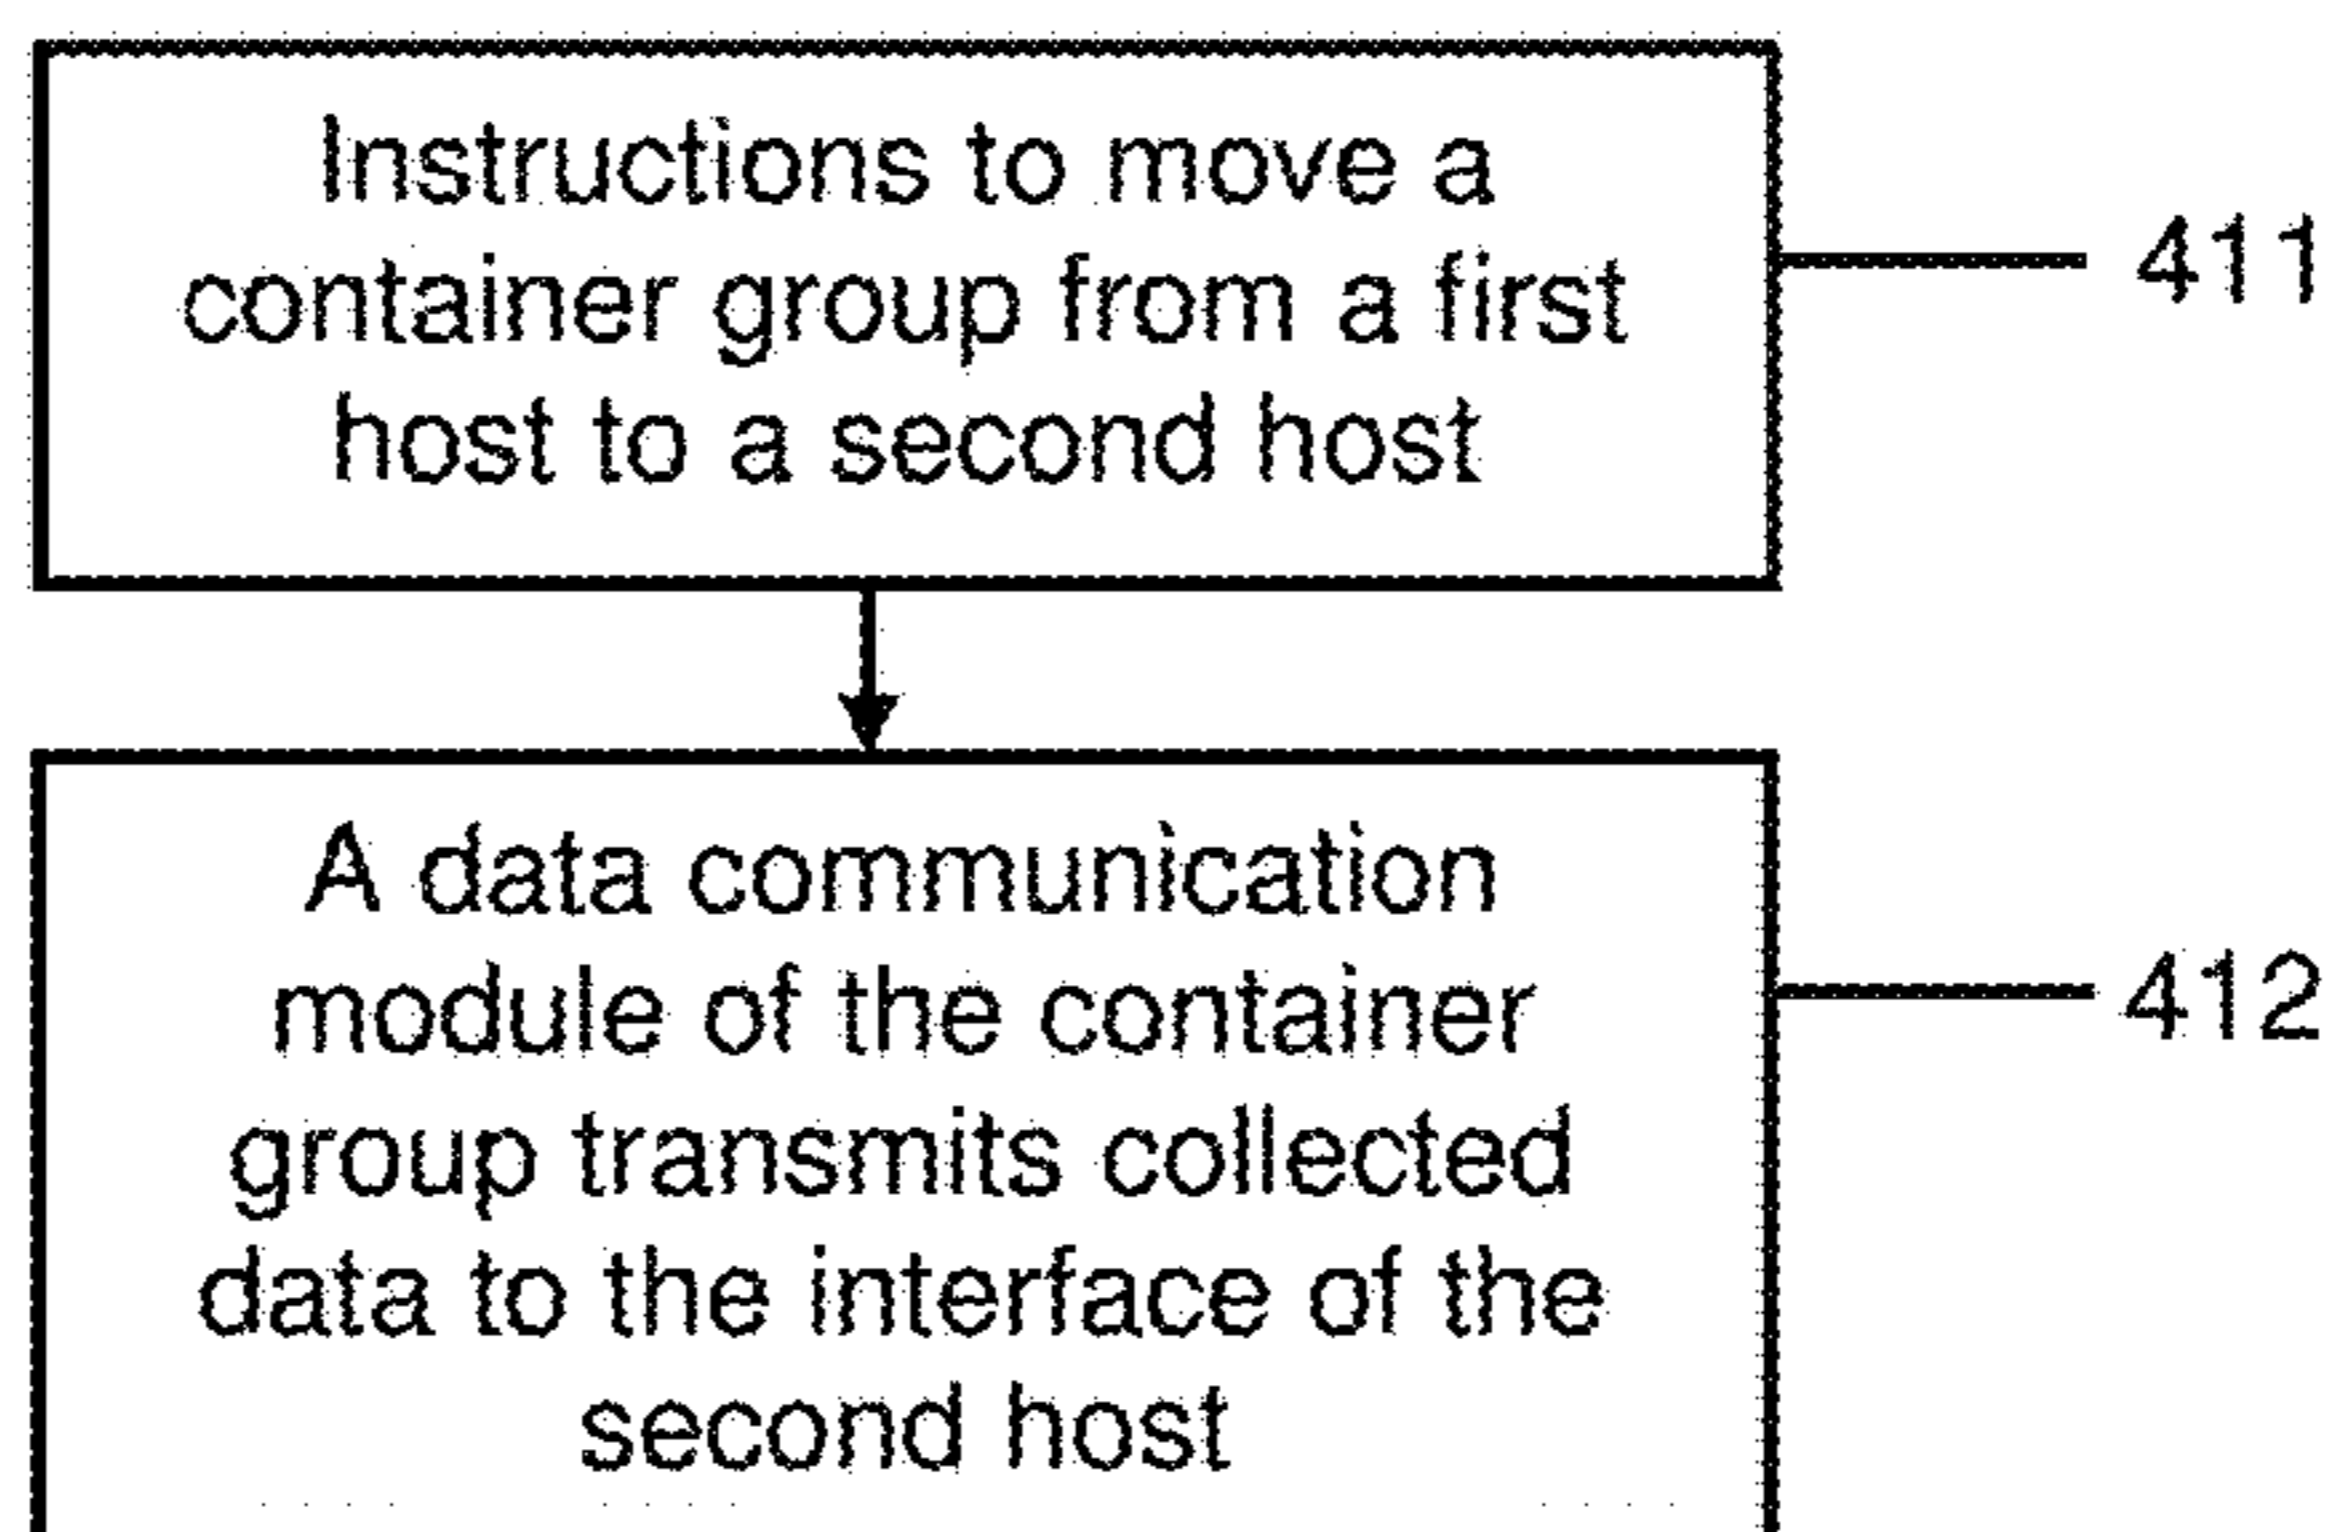 Instructions to move a
container group from a first
host to a second host
411
A data communication
module of the container
group transmits collected
data to the interface of the
second host
412